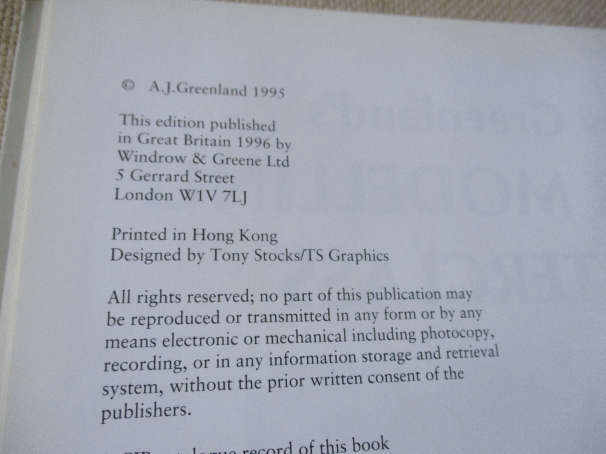 © A.J.Greenland 1995
This edition published
in Great Britain 1996 by
Windrow & Greene Ltd
5 Gerrard Street
London W1V 7LJ
Printed in Hong Kong
Designed by Tony Stocks/TS Graphics
All rights reserved; no part of this publication may
be reproduced or transmitted in any form or by any
means electronic or mechanical including photocopy,
recording, or in any information storage and retrieval
system, without the prior written consent of the
publishers.
CIP catalogue record of this book